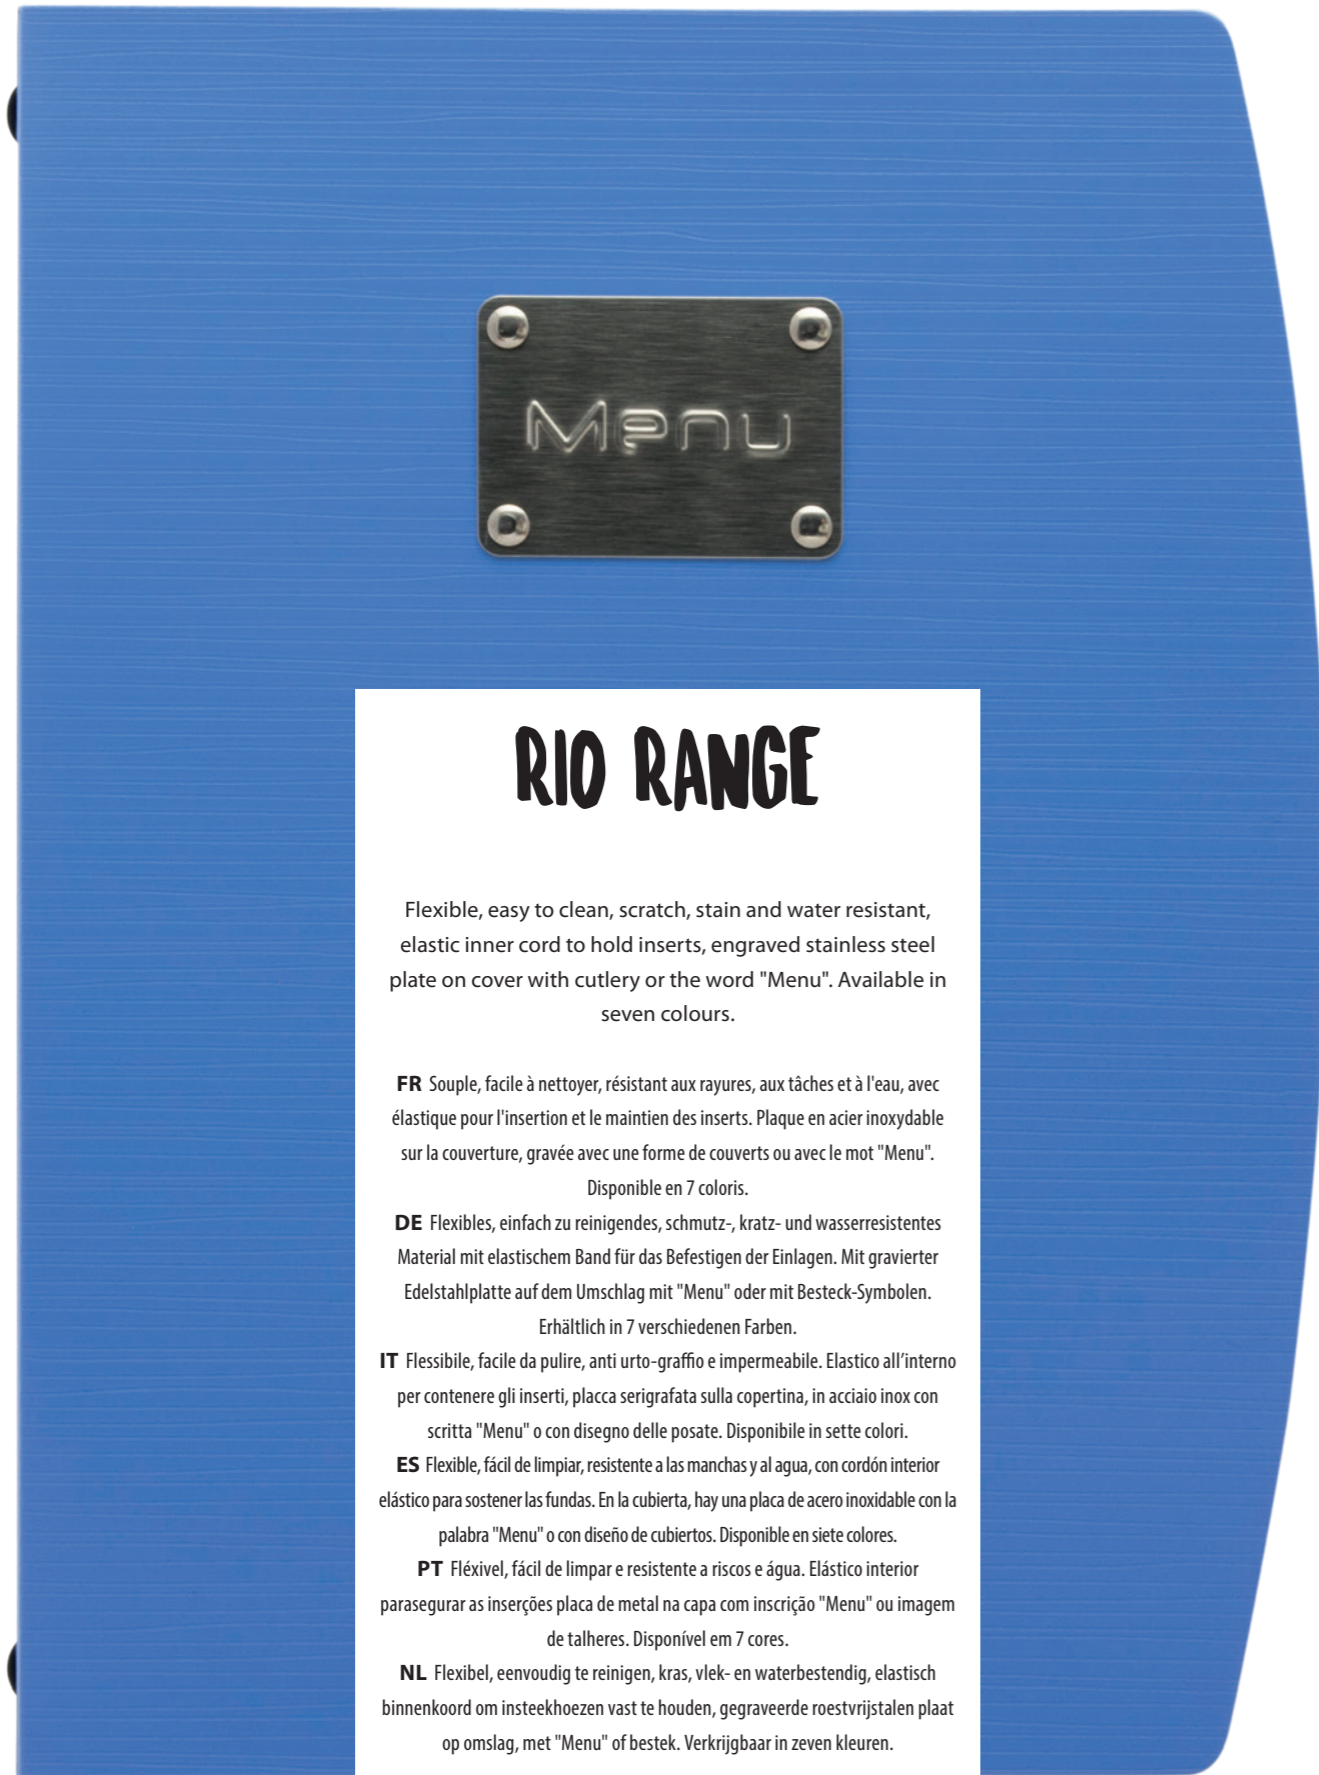 Menu
RIO RANGE
Flexible, easy to clean, scratch, stain and water resistant,
elastic inner cord to hold inserts, engraved stainless steel
plate on cover with cutlery or the word "Menu". Available in
seven colours.
FR Souple, facile à nettoyer, résistant aux rayures, aux tâches et à l'eau, avec
élastique pour l'insertion et le maintien des inserts. Plaque en acier inoxydable
sur la couverture, gravée avec une forme de couverts ou avec le mot "Menu".
Disponible en 7 coloris.
DE Flexibles, einfach zu reinigendes, schmutz-, kratz- und wasserresistentes
Material mit elastischem Band für das Befestigen der Einlagen. Mit gravierter
Edelstahlplatte auf dem Umschlag mit "Menu" oder mit Besteck-Symbolen.
Erhältlich in 7 verschiedenen Farben.
IT Flessibile, facile da pulire, anti urto-graffio e impermeabile. Elastico all’interno
per contenere gli inserti, placca serigrafata sulla copertina, in acciaio inox con
scritta "Menu" o con disegno delle posate. Disponibile in sette colori.
ES Flexible, fácil de limpiar, resistente a las manchas y al agua, con cordón interior
elástico para sostener las fundas. En la cubierta, hay una placa de acero inoxidable con la
palabra "Menu" o con diseño de cubiertos. Disponible en siete colores.
PT Fléxivel, fácil de limpar e resistente a riscos e água. Elástico interior
parasegurar as inserções placa de metal na capa com inscrição "Menu" ou imagem
de talheres. Disponível em 7 cores.
NL Flexibel, eenvoudig te reinigen, kras, vlek- en waterbestendig, elastisch
binnenkoord om insteekhoezen vast te houden, gegraveerde roestvrijstalen plaat
op omslag, met "Menu" of bestek. Verkrijgbaar in zeven kleuren.